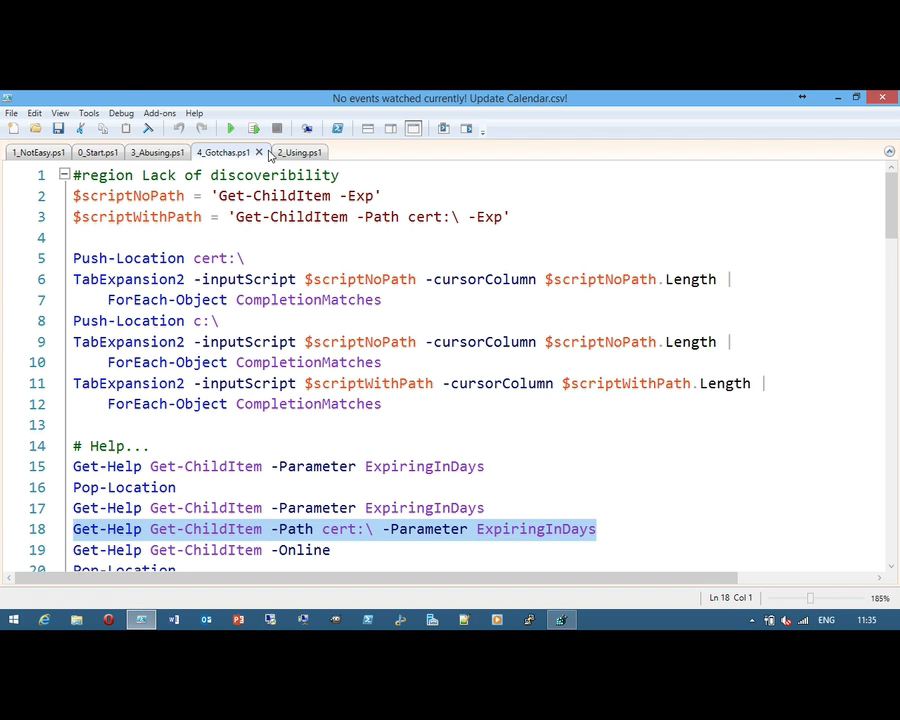 No events watched currently! Update Calendar.csv!
File Edit View Tools Debug Add-ons Help
1_NotEasy.ps1 0_Start.ps1 3_Abusing.ps1 4_Gotchas.ps1 2_Using.ps1
1 #region Lack of discoveribility
2 $scriptNoPath = 'Get-ChildItem -Exp'
3 $scriptWithPath = 'Get-ChildItem -Path cert:\ -Exp'
4
5 Push-Location cert:\
6 TabExpansion2 -inputScript $scriptNoPath -cursorColumn $scriptNoPath.Length |
7 ForEach-Object CompletionMatches
8 Push-Location c:\
9 TabExpansion2 -inputScript $scriptNoPath -cursorColumn $scriptNoPath.Length |
10 ForEach-Object CompletionMatches
11 TabExpansion2 -inputScript $scriptWithPath -cursorColumn $scriptWithPath.Length |
12 ForEach-Object CompletionMatches
13
14 # Help...
15 Get-Help Get-ChildItem -Parameter ExpiringInDays
16 Pop-Location
17 Get-Help Get-ChildItem -Parameter ExpiringInDays
18 Get-Help Get-ChildItem -Path cert:\ -Parameter ExpiringInDays
19 Get-Help Get-ChildItem -Online
20 Pop-Location
Ln 18 Col 1 185%
ENG 11:35